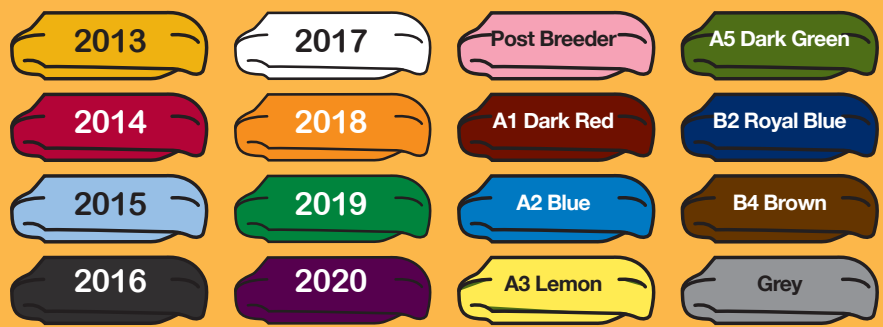 2013
2017
Post Breeder
A5 Dark Green
2014
2018
A1 Dark Red
B2 Royal Blue
2015
2019
A2 Blue
B4 Brown
2016
2020
A3 Lemon
Grey